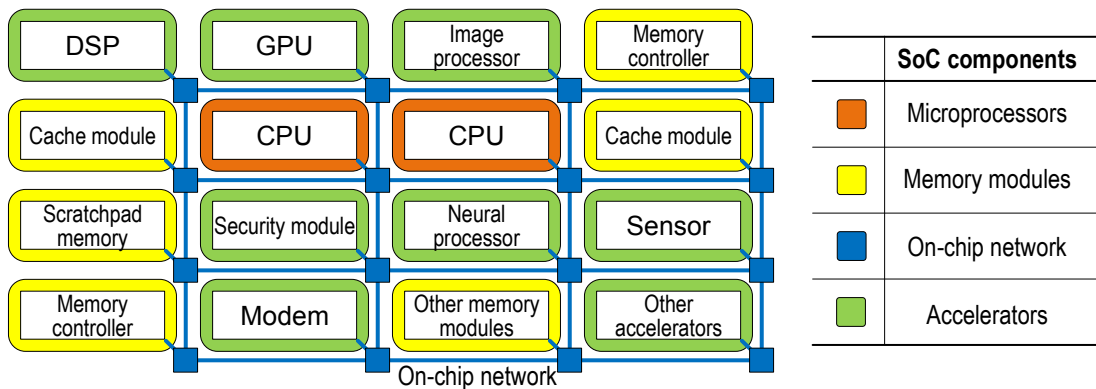 DSP
GPU
Image
processor
Memory
controller
Cache module
CPU
CPU
Cache module
Scratchpad
memory
Security module
Neural
processor
Sensor
Memory
controller
Modem
Other memory
modules
Other
accelerators
On-chip network
SoC components
Microprocessors
Memory modules
On-chip network
Accelerators